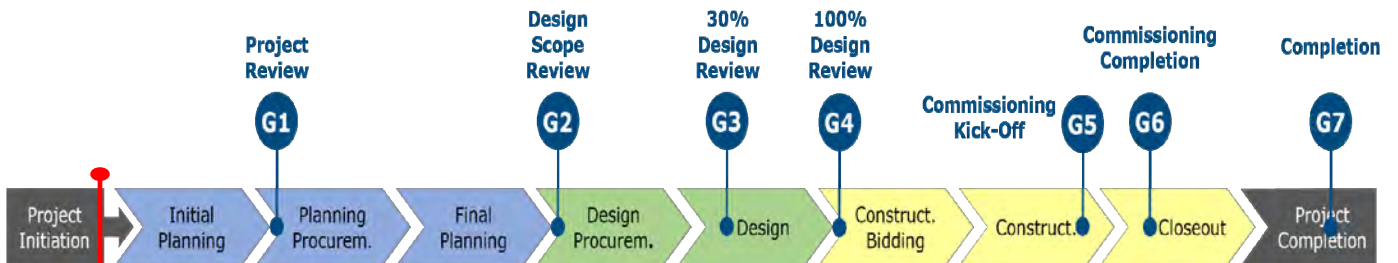 Project
Review
G1
Design
Scope
Review
G2
30%
Design
Review
G3
100%
Design
Review
G4
Commissioning
Kick-Off
G5
Commissioning
Completion
G6
Completion
G7
Project
Initiation
Initial
Planning
Planning
Procurem.
Final
Planning
Design
Procurem.
Design
Construct.
Bidding
Construct.
Closeout
Project
Completion